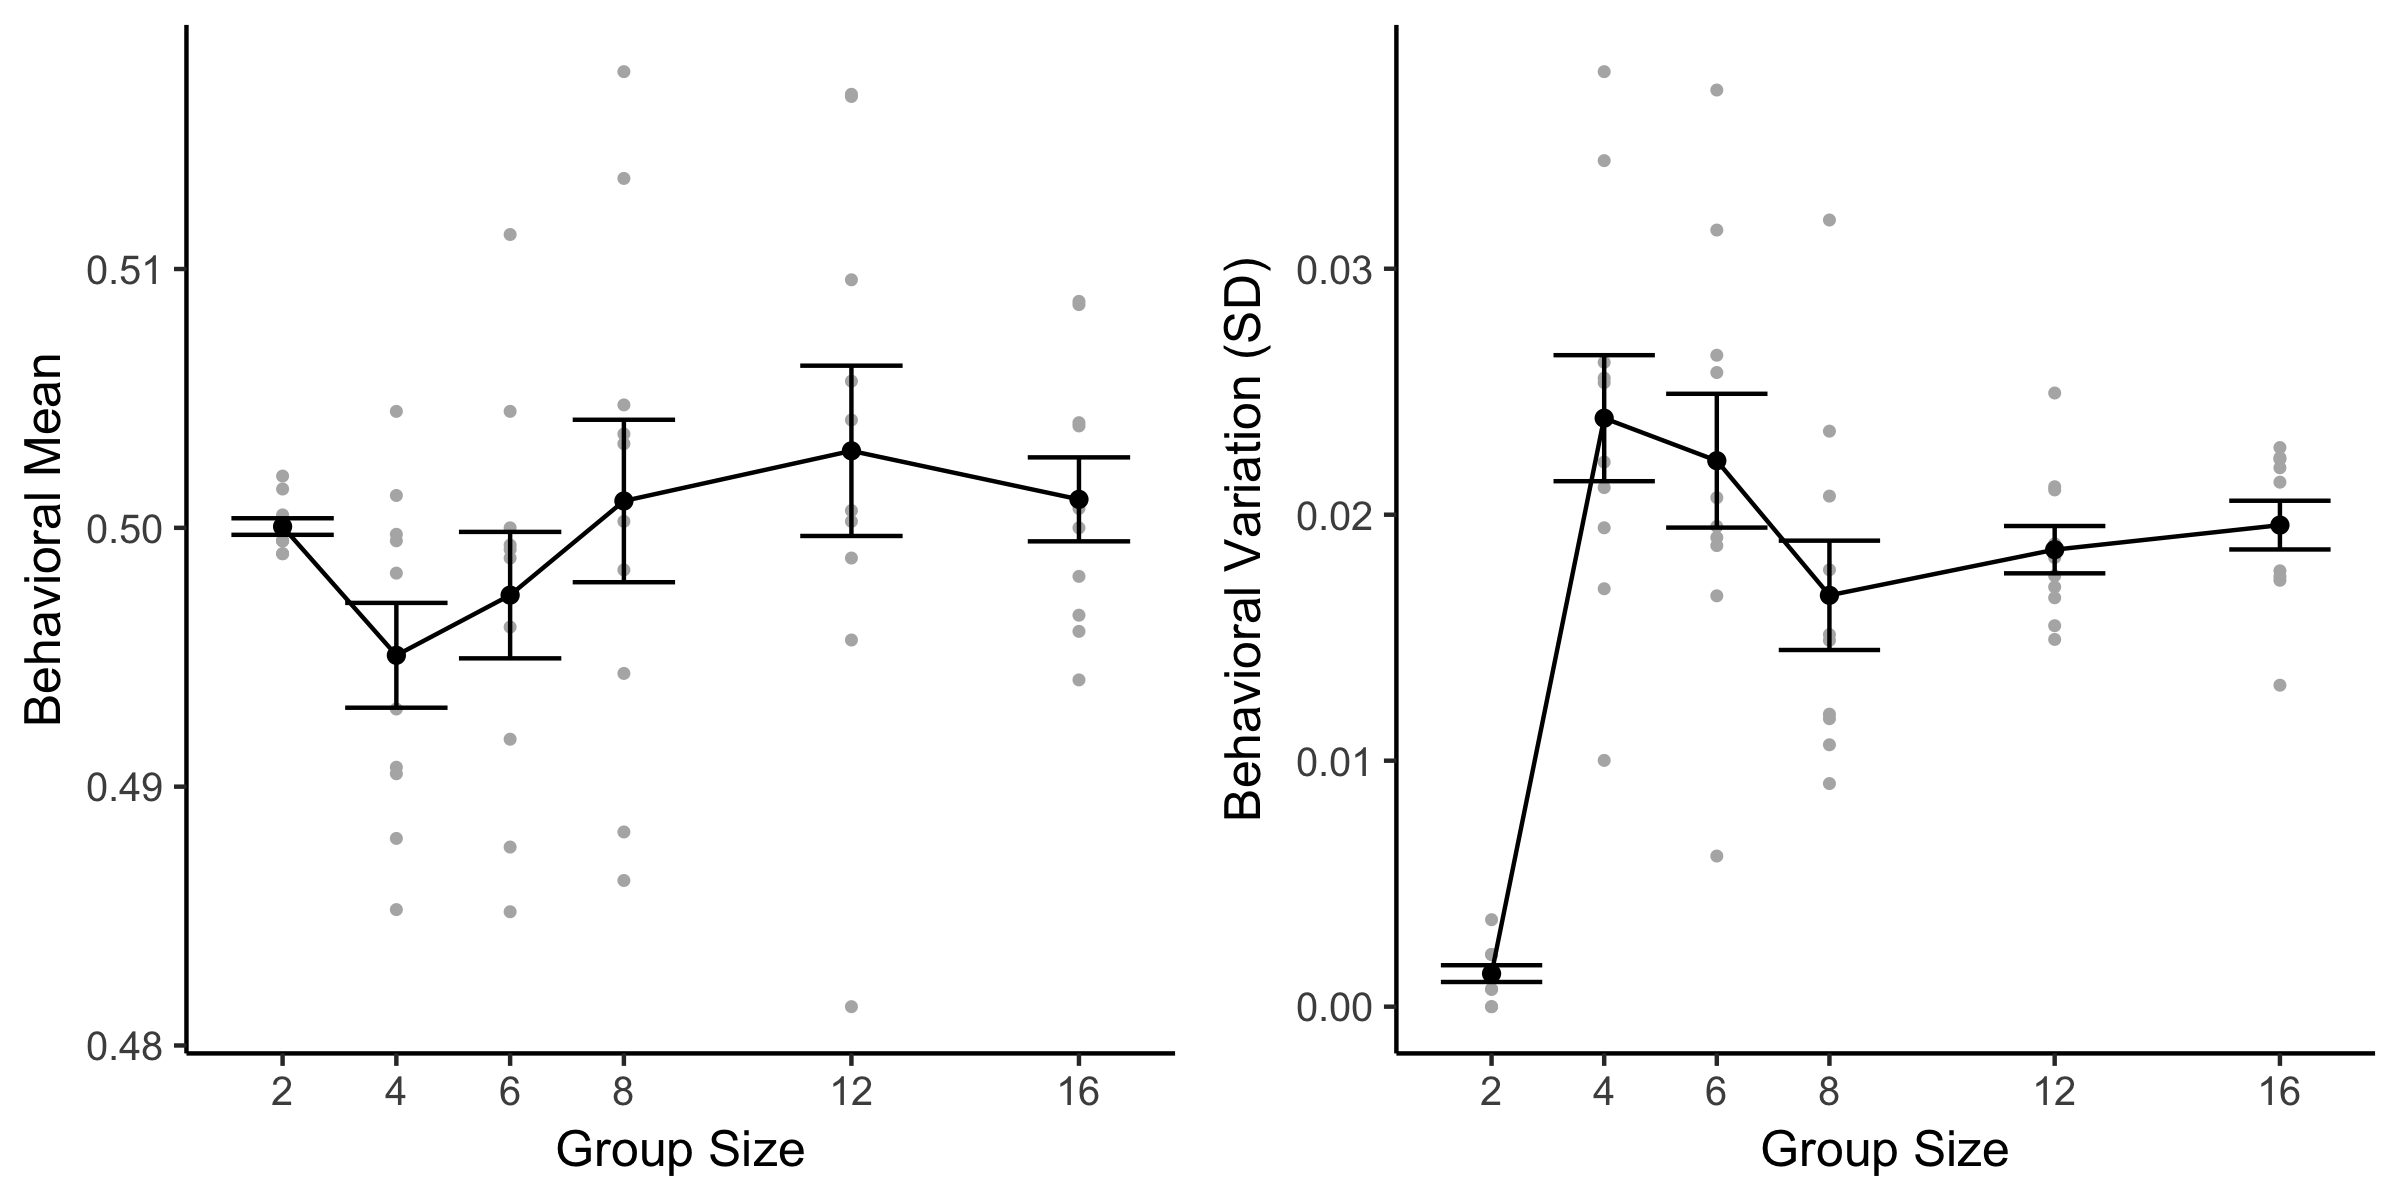 Behavioral Mean
0.51
0.50
0.49
0.48
2 4 6 8 12 16
Group Size
Behavioral Variation (SD)
0.03
0.02
0.01
0.00
2 4 6 8 12 16
Group Size